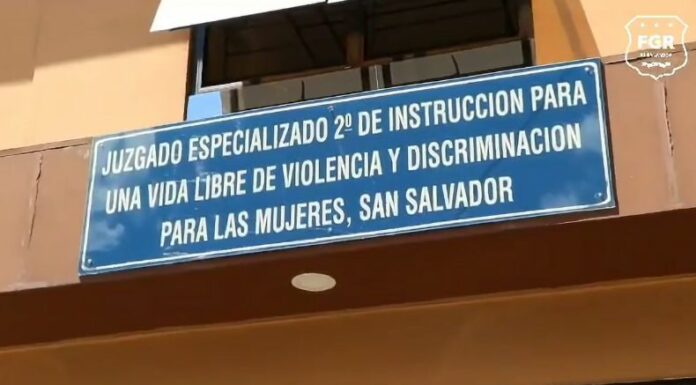 FGR
JUZGADO ESPECIALIZADO 2º DE INSTRUCCION PARA
UNA VIDA LIBRE DE VIOLENCIA Y DISCRIMINACION
PARA LAS MUJERES, SAN SALVADOR